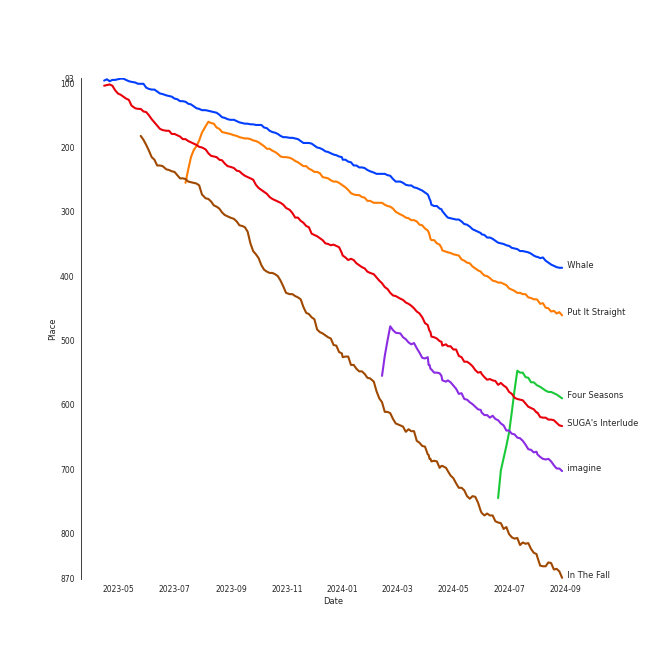 93
100
200
300
400
500
600
700
800
870
Place
2023-05
2023-07
2023-09
2023-11
2024-01
2024-03
2024-05
2024-07
2024-09
Date
Whale
Put It Straight
Four Seasons
SUGA's Interlude
imagine
In The Fall